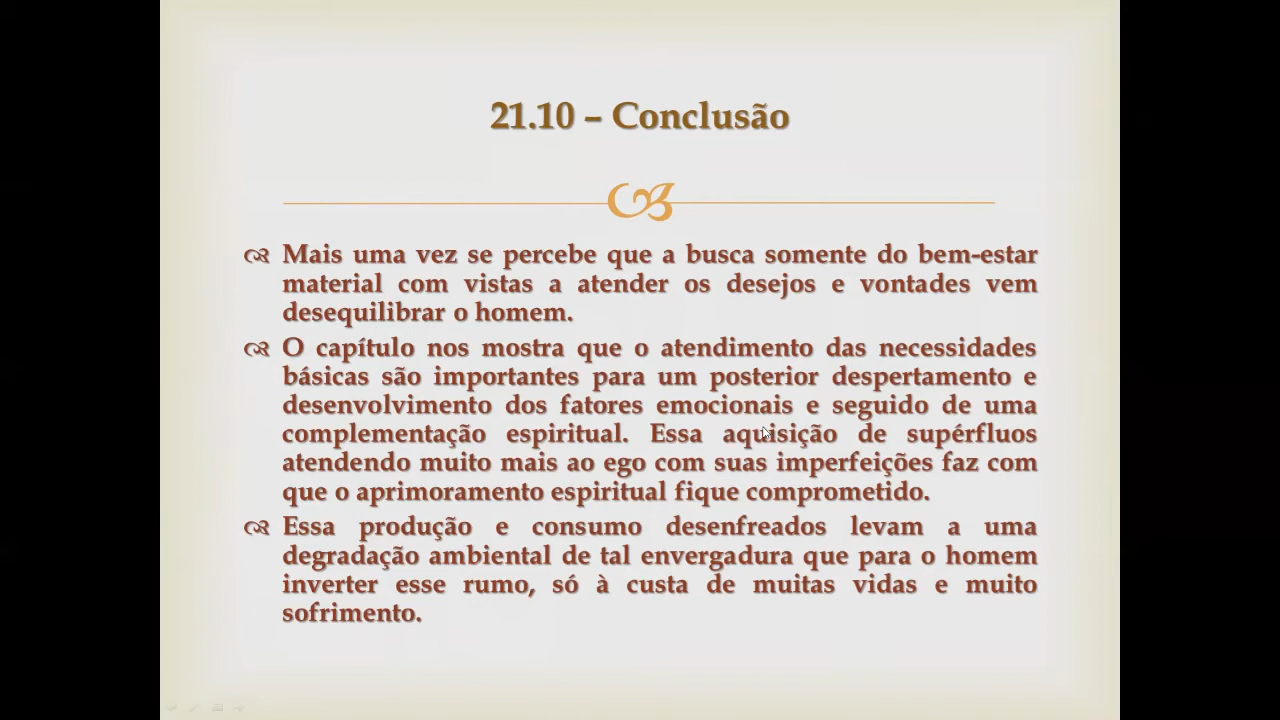 21.10 – Conclusão
Mais uma vez se percebe que a busca somente do bem-estar
material com vistas a atender os desejos e vontades vem
desequilibrar o homem.
O capítulo nos mostra que o atendimento das necessidades
básicas são importantes para um posterior despertamento e
desenvolvimento dos fatores emocionais e seguido de uma
complementação espiritual. Essa aquisição de supérfluos
atendendo muito mais ao ego com suas imperfeições faz com
que o aprimoramento espiritual fique comprometido.
Essa produção e consumo desenfreados levam a uma
degradação ambiental de tal envergadura que para o homem
inverter esse rumo, só à custa de muitas vidas e muito
sofrimento.